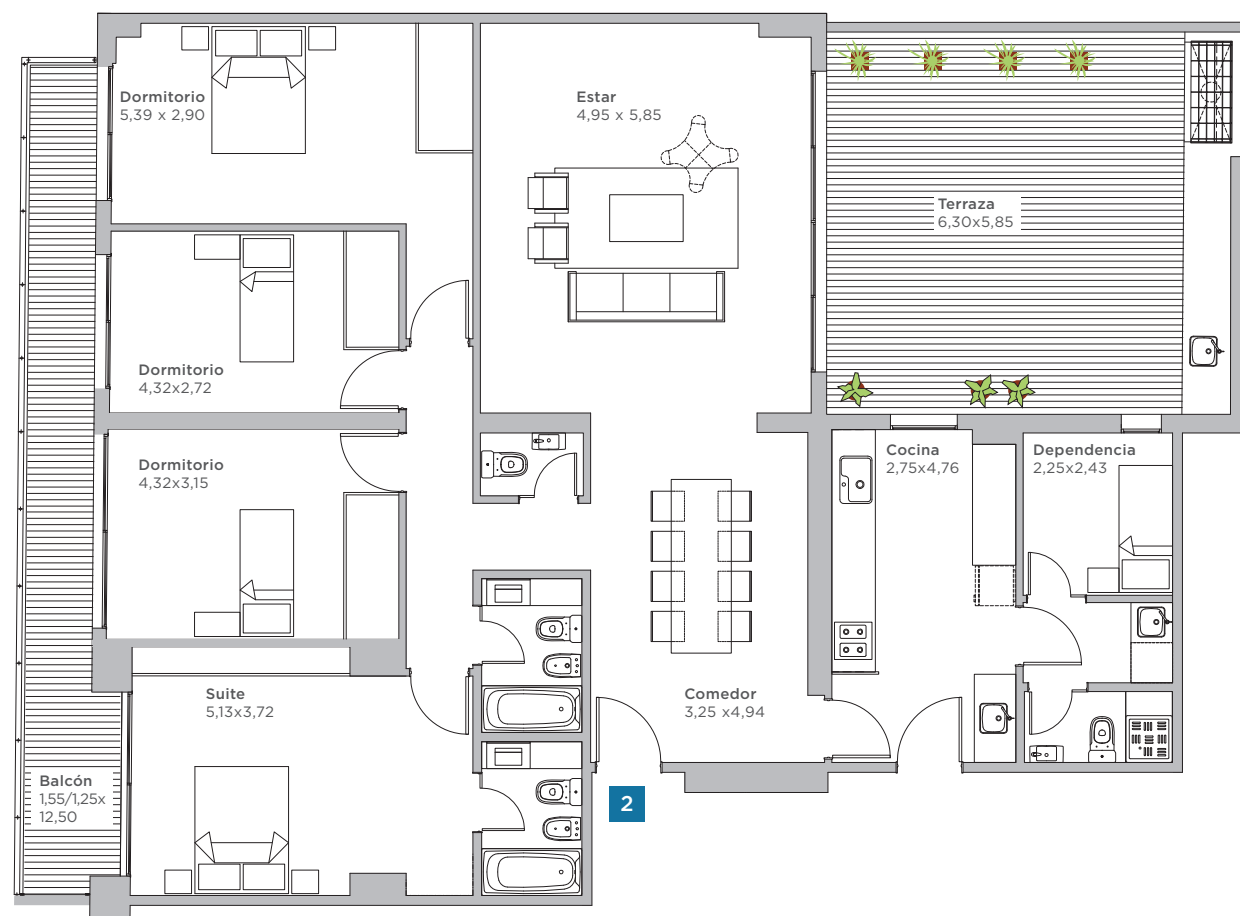 Dormitorio
5,39 x 2,90
Estar
4,95 x 5,85
Terraza
6,30x5,85
Dormitorio
4,32x2,72
Dormitorio
4,32x3,15
Cocina
2,75x4,76
Dependencia
2,25x2,43
Suite
5,13x3,72
Comedor
3,25 x4,94
Balcón
1,55/1,25x
12,50
2